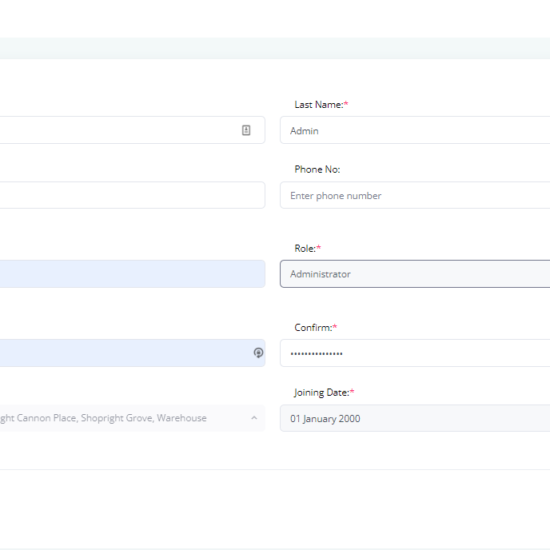 Last Name:*
Admin
Phone No:
Enter phone number
Role:*
Administrator
Confirm:*
•••••••••••••••
Joining Date:*
ght Cannon Place, Shopright Grove, Warehouse
01 January 2000